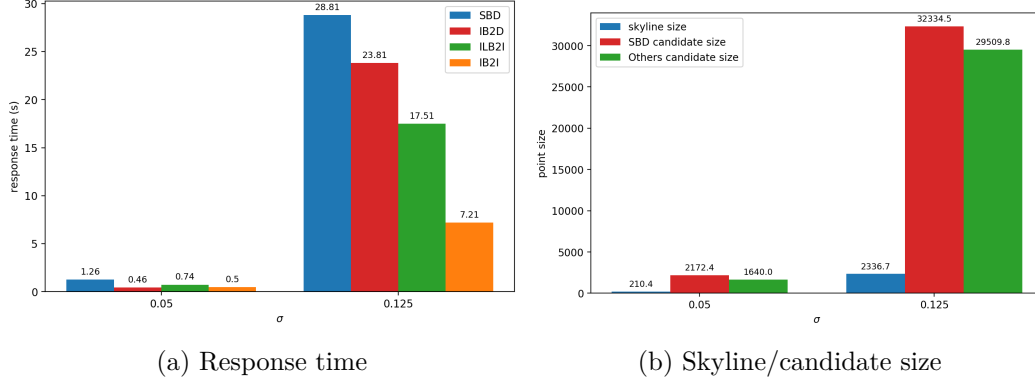 28.81
30
SBD
IB2D
ILB2I
IB2I
25
23.81
20
17.51
15
10
7.21
5
1.26
0.46
0.74
0.5
0
0.05
0.125
response time (s)
σ
(a) Response time
32334.5
skyline size
SBD candidate size
Others candidate size
30000
29509.8
25000
20000
15000
10000
5000
210.4
2172.4
1640.0
2336.7
0
0.05
0.125
point size
σ
(b) Skyline/candidate size